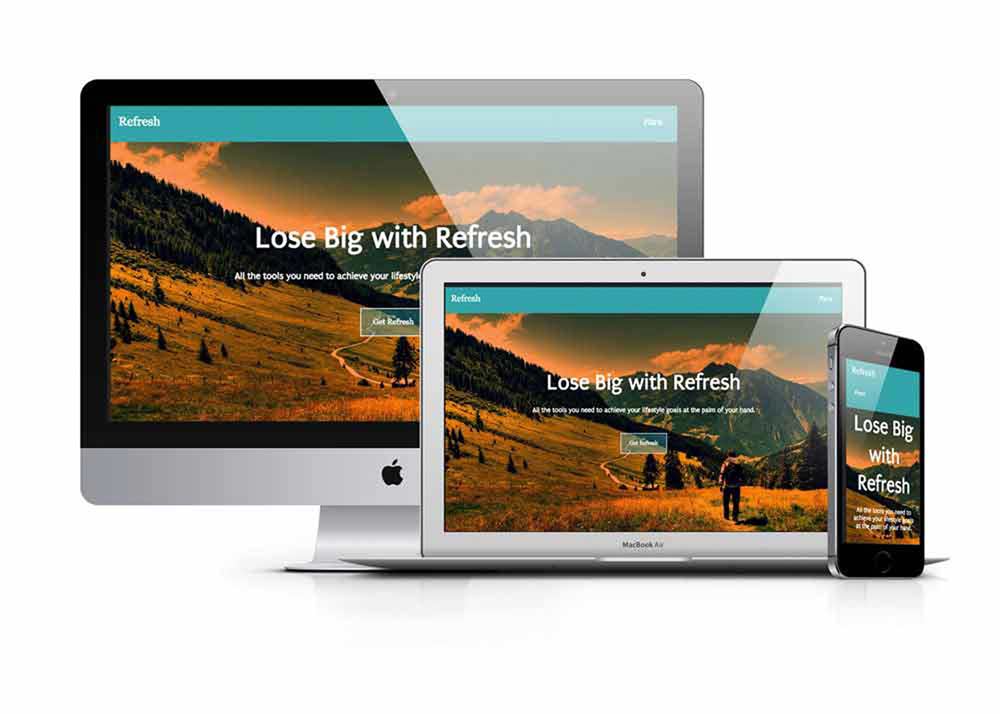 Refresh
Plans
Lose Big with Refresh
All the tools you need to achieve your lifestyle
Get Refresh
Refresh
Plans
Lose Big with Refresh
All the tools you need to achieve your lifestyle goals at the palm of your hand.
Get Refresh
MacBook Air
Refresh
Plans
Lose Big
with
Refresh
All the tools you need to
achieve your lifestyle goals
at the palm of your hand.